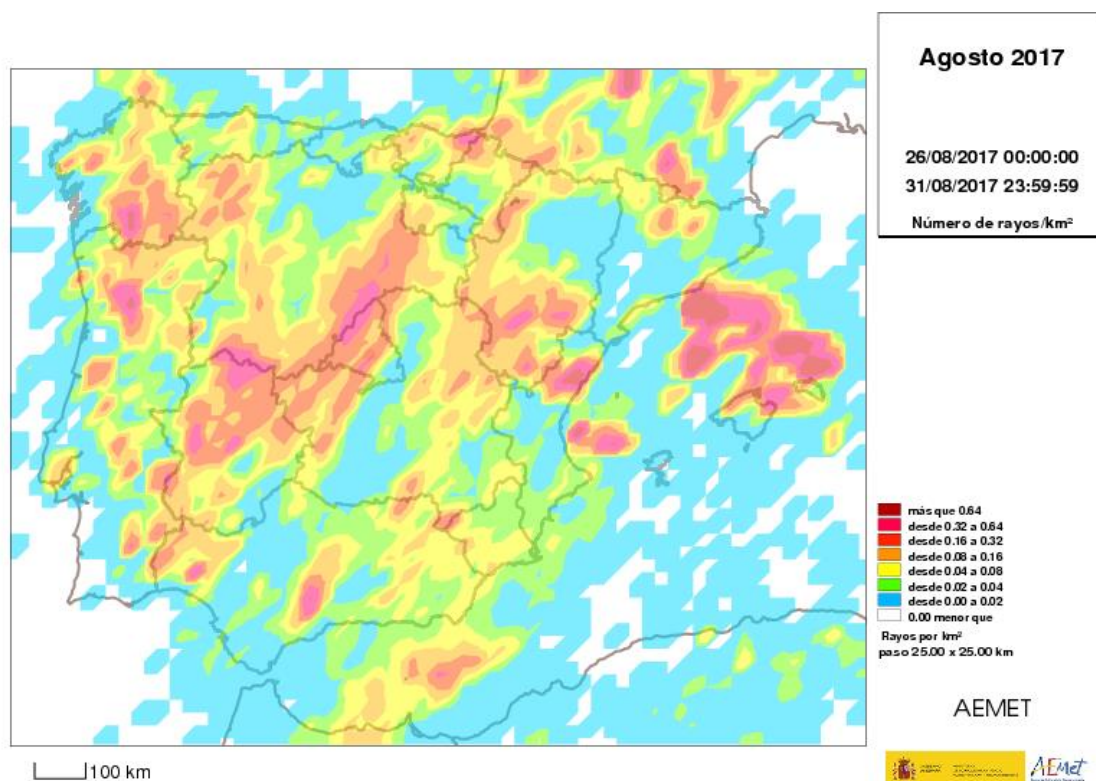 Agosto 2017
26/08/2017 00:00:00
31/08/2017 23:59:59
Número de rayos/km²
más que 0.64
desde 0.32 a 0.64
desde 0.16 a 0.32
desde 0.08 a 0.16
desde 0.04 a 0.08
desde 0.02 a 0.04
desde 0.00 a 0.02
0.00 menor que
Rayos por km²
paso 25.00 x 25.00 km
AEMET
AEMet
100 km